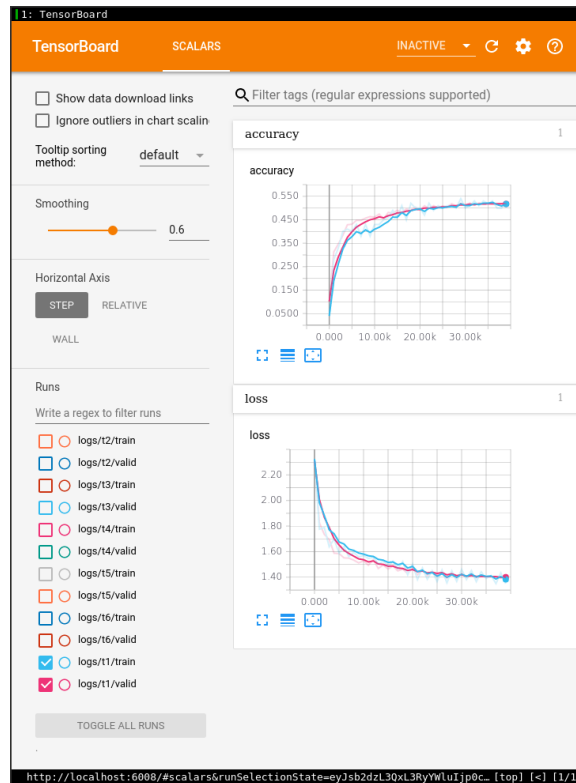 1: TensorBoard
TensorBoard SCALARS INACTIVE
Show data download links
Ignore outliers in chart scalin
Tooltip sorting method: default
Smoothing
0.6
Horizontal Axis
STEP RELATIVE
WALL
Runs
Write a regex to filter runs
logs/t2/train
logs/t2/valid
logs/t3/train
logs/t3/valid
logs/t4/train
logs/t4/valid
logs/t5/train
logs/t5/valid
logs/t6/train
logs/t6/valid
logs/t1/train
logs/t1/valid
TOGGLE ALL RUNS
Filter tags (regular expressions supported)
accuracy 1
accuracy
0.550
0.450
0.350
0.250
0.150
0.0500
0.000 10.00k 20.00k 30.00k
loss 1
loss
2.20
2.00
1.80
1.60
1.40
0.000 10.00k 20.00k 30.00k
http://localhost:6008/#scalars&runSelectionState=eyJsb2dzL3QxL3RyYWluIjp0c… [top] [<] [1/1